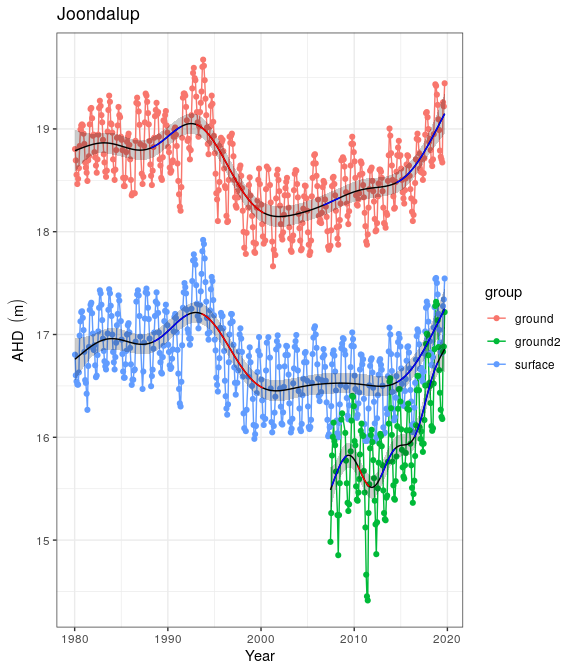 Joondalup
AHD (m)
19
18
17
16
15
1980 1990 2000 2010 2020
Year
group
ground
ground2
surface